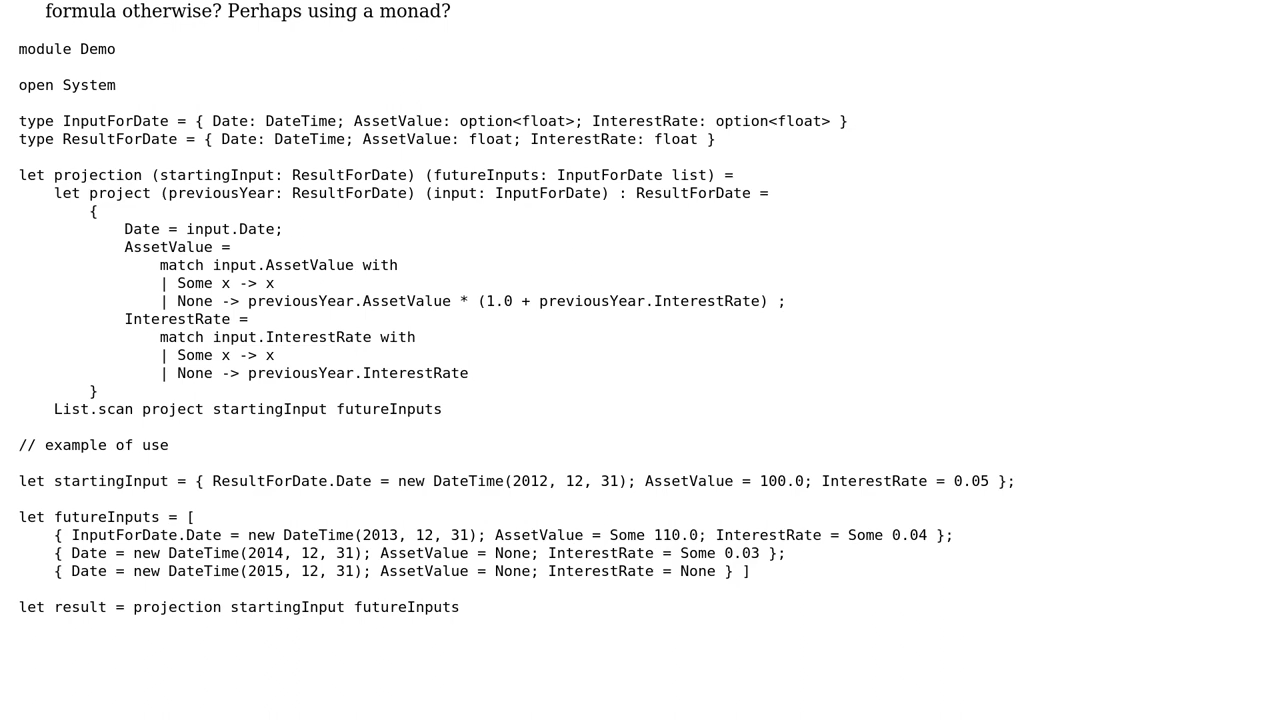 formula otherwise? Perhaps using a monad?
module Demo
open System
type InputForDate = { Date: DateTime; AssetValue: option<float>; InterestRate: option<float> }
type ResultForDate = { Date: DateTime; AssetValue: float; InterestRate: float }
let projection (startingInput: ResultForDate) (futureInputs: InputForDate list) =
    let project (previousYear: ResultForDate) (input: InputForDate) : ResultForDate =
        {
            Date = input.Date;
            AssetValue =
                match input.AssetValue with
                | Some x -> x
                | None -> previousYear.AssetValue * (1.0 + previousYear.InterestRate) ;
            InterestRate =
                match input.InterestRate with
                | Some x -> x
                | None -> previousYear.InterestRate
        }
    List.scan project startingInput futureInputs
// example of use
let startingInput = { ResultForDate.Date = new DateTime(2012, 12, 31); AssetValue = 100.0; InterestRate = 0.05 };
let futureInputs = [
    { InputForDate.Date = new DateTime(2013, 12, 31); AssetValue = Some 110.0; InterestRate = Some 0.04 };
    { Date = new DateTime(2014, 12, 31); AssetValue = None; InterestRate = Some 0.03 };
    { Date = new DateTime(2015, 12, 31); AssetValue = None; InterestRate = None } ]
let result = projection startingInput futureInputs